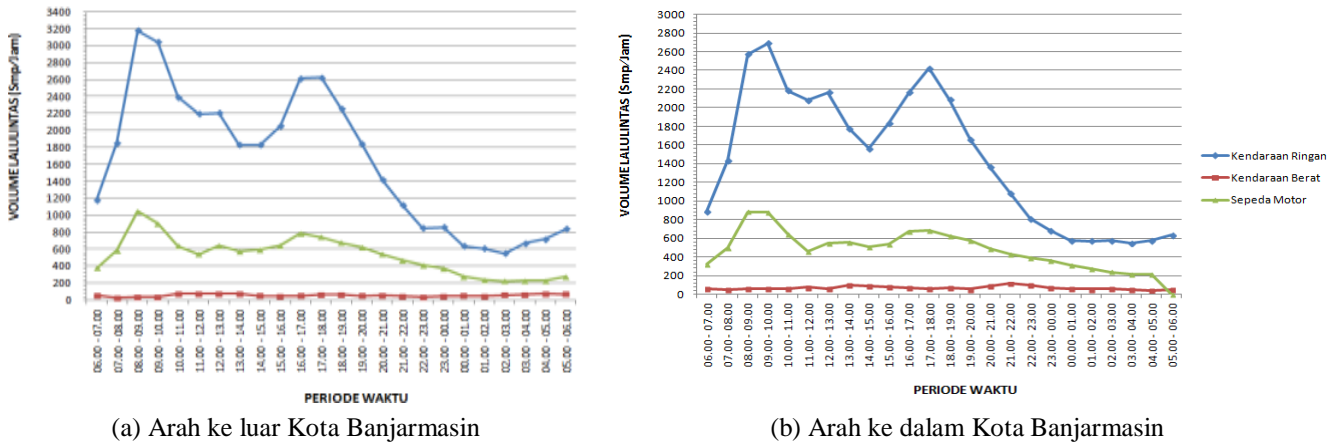 VOLUME LALULINTAS (Smp/Jam)
3400
3200
3000
2800
2600
2400
2200
2000
1800
1600
1400
1200
1000
800
600
400
200
0
06.00 - 07.00
07.00 - 08.00
08.00 - 09.00
09.00 - 10.00
10.00 - 11.00
11.00 - 12.00
12.00 - 13.00
13.00 - 14.00
14.00 - 15.00
15.00 - 16.00
16.00 - 17.00
17.00 - 18.00
18.00 - 19.00
19.00 - 20.00
20.00 - 21.00
21.00 - 22.00
22.00 - 23.00
23.00 - 00.00
00.00 - 01.00
01.00 - 02.00
02.00 - 03.00
03.00 - 04.00
04.00 - 05.00
05.00 - 06.00
PERIODE WAKTU
(a) Arah ke luar Kota Banjarmasin
VOLUME LALULINTAS (Smp/Jam)
3000
2800
2600
2400
2200
2000
1800
1600
1400
1200
1000
800
600
400
200
0
06.00 - 07.00
07.00 - 08.00
08.00 - 09.00
09.00 - 10.00
10.00 - 11.00
11.00 - 12.00
12.00 - 13.00
13.00 - 14.00
14.00 - 15.00
15.00 - 16.00
16.00 - 17.00
17.00 - 18.00
18.00 - 19.00
19.00 - 20.00
20.00 - 21.00
21.00 - 22.00
22.00 - 23.00
23.00 - 00.00
00.00 - 01.00
01.00 - 02.00
02.00 - 03.00
03.00 - 04.00
04.00 - 05.00
05.00 - 06.00
PERIODE WAKTU
Kendaraan Ringan
Kendaraan Berat
Sepeda Motor
(b) Arah ke dalam Kota Banjarmasin